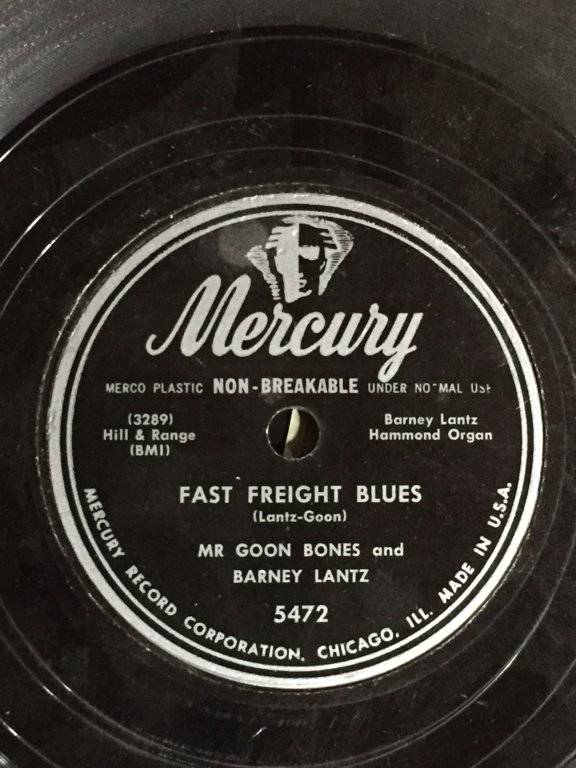 Mercury
MERCO PLASTIC NON-BREAKABLE UNDER NORMAL USE
(3289)
Hill & Range
(BMI)
Barney Lantz
Hammond Organ
FAST FREIGHT BLUES
(Lantz-Goon)
MR GOON BONES and
BARNEY LANTZ
5472
MERCURY RECORD CORPORATION, CHICAGO, ILL. MADE IN U.S.A.